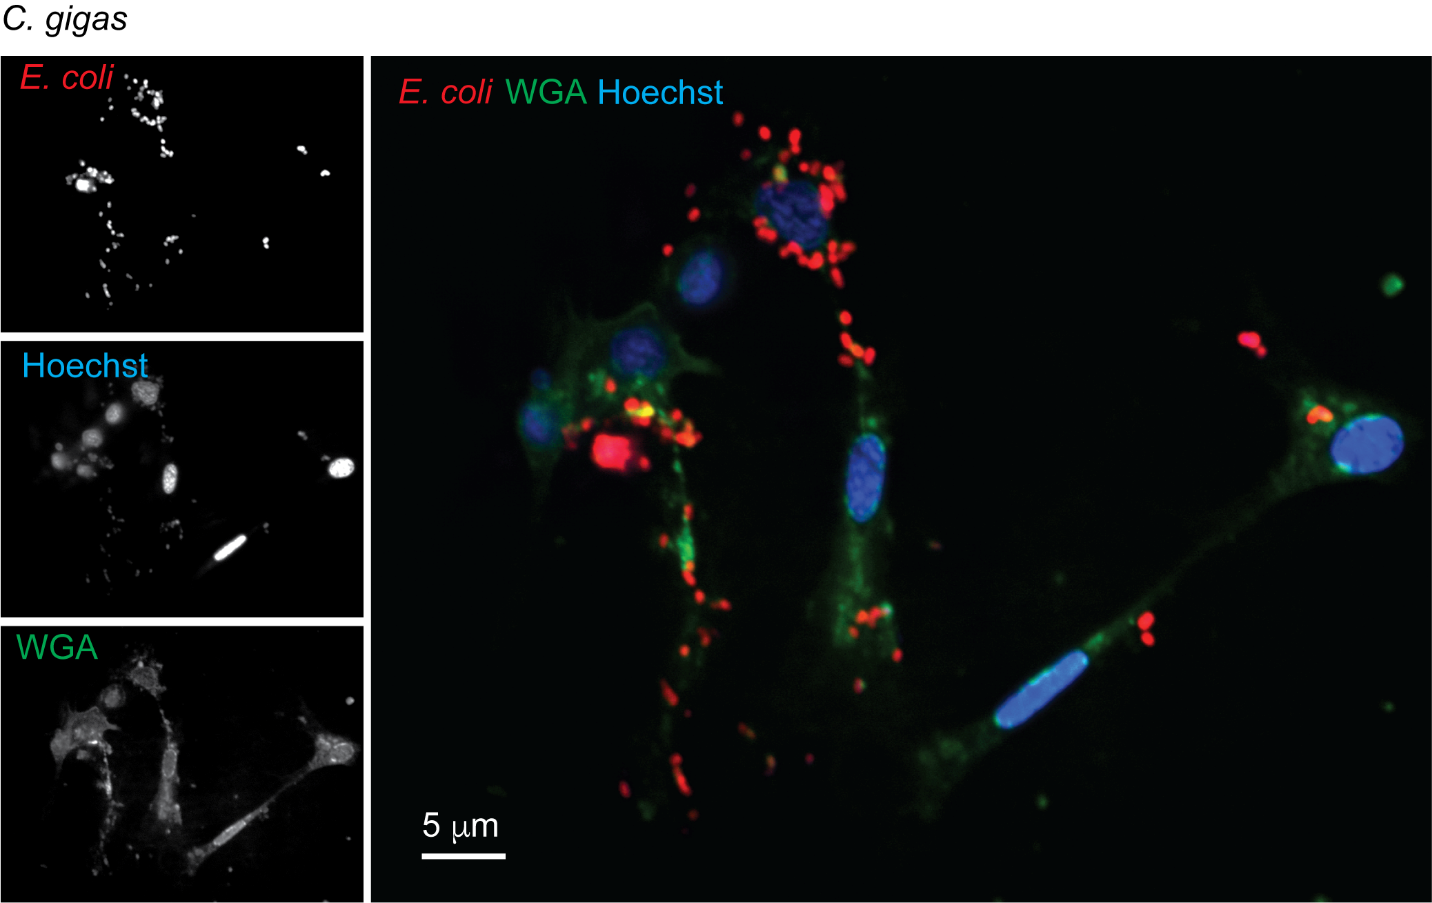 C. gigas
E. coli
Hoechst
WGA
E. coli WGA Hoechst
5 μm